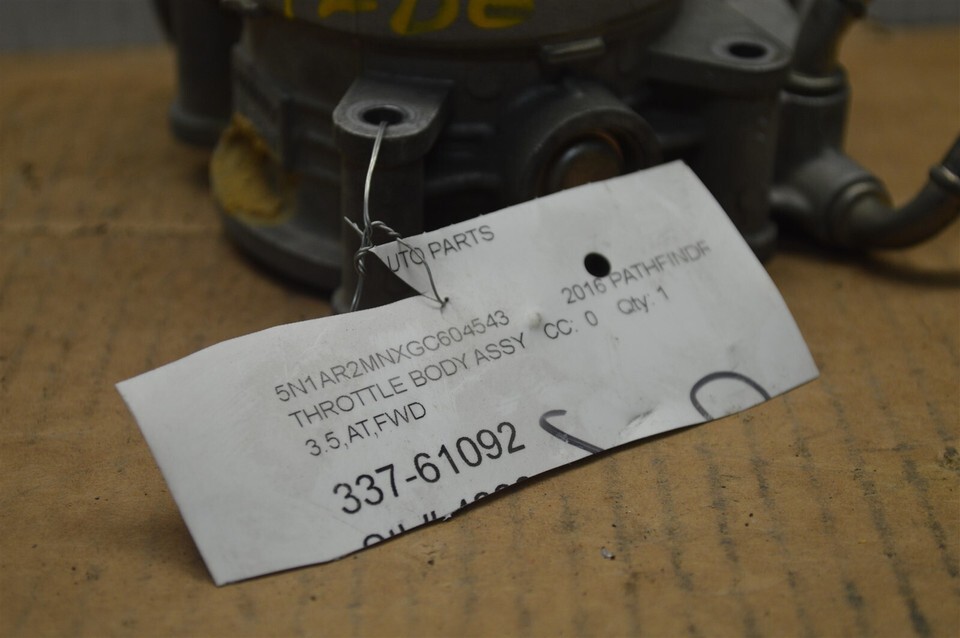 UTO PARTS
2016 PATHFINDR
5N1AR2MNXGC604543
THROTTLE BODY ASSY CC: 0 Qty: 1
3.5,AT,FWD
337-61092